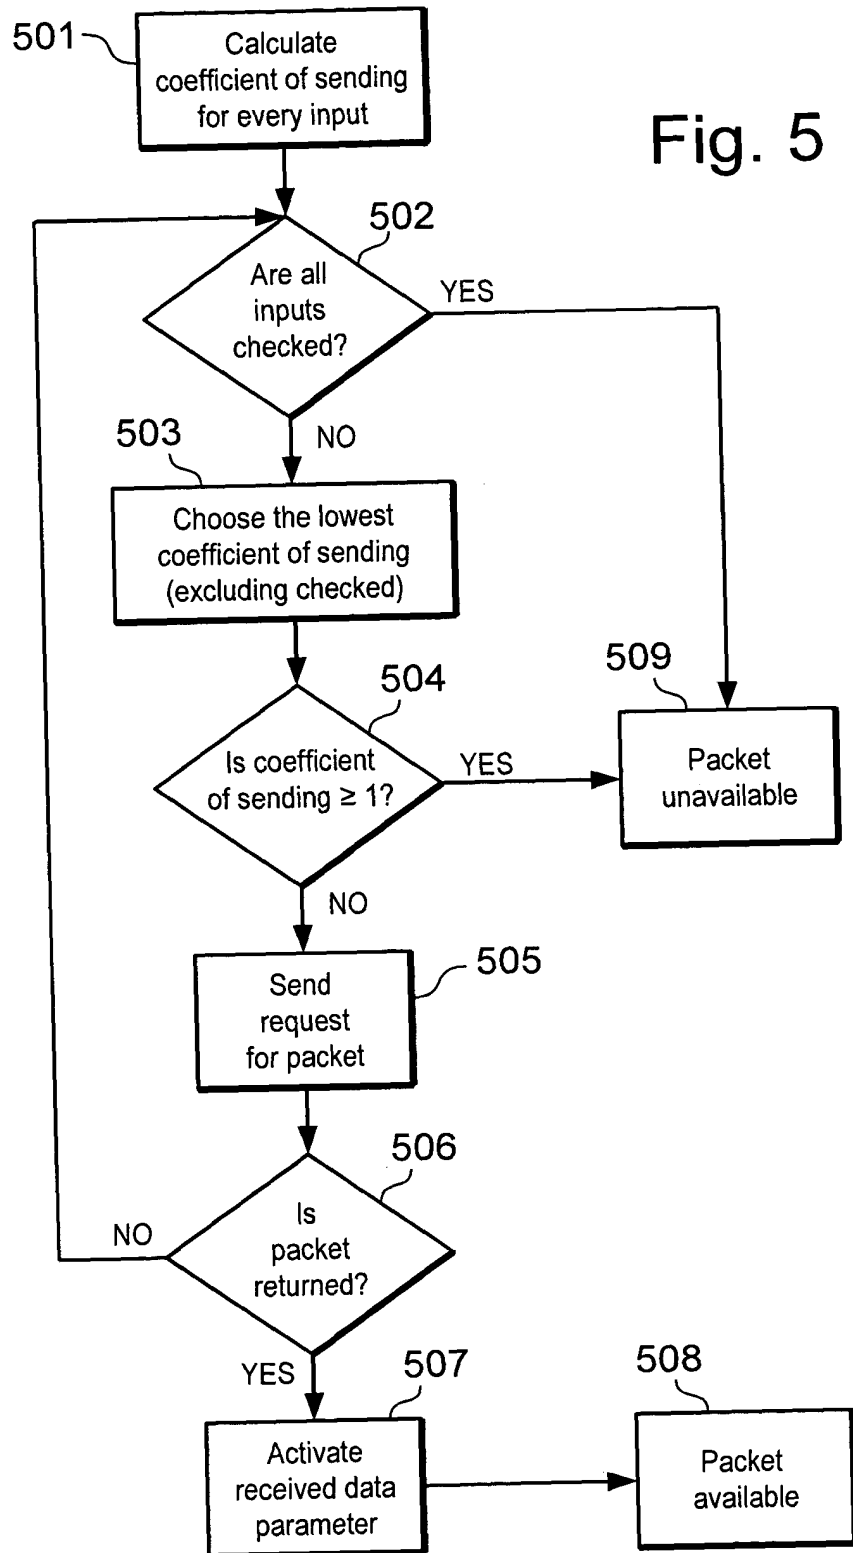 501
Calculate
coefficient of sending
for every input
Fig. 5
502
Are all
inputs
checked?
YES
NO
503
Choose the lowest
coefficient of sending
(excluding checked)
504
Is coefficient
of sending ≥ 1?
YES
NO
509
Packet
unavailable
505
Send
request
for packet
506
Is
packet
returned?
NO
YES
507
Activate
received data
parameter
508
Packet
available